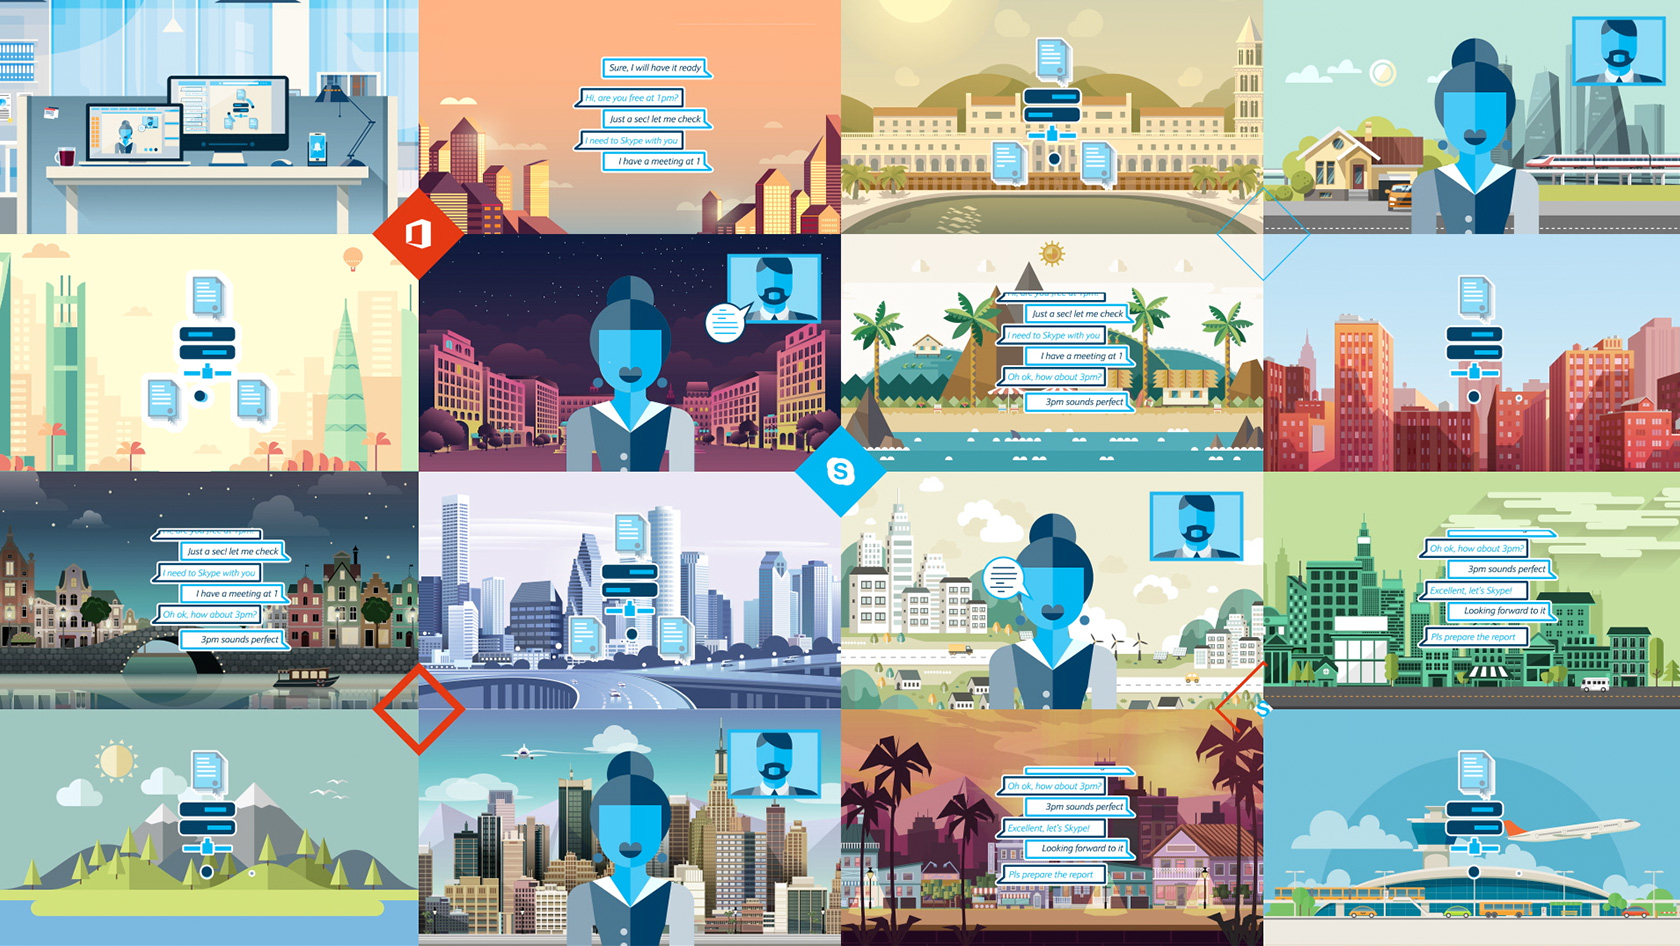 Sure, I will have it ready
Hi, are you free at 1pm?
Just a sec! let me check
I need to Skype with you
I have a meeting at 1
S
Hi, are you free at 1pm?
Just a sec! let me check
I need to Skype with you
I have a meeting at 1
Oh ok, how about 3pm?
3pm sounds perfect
S
Just a sec! let me check
I need to Skype with you
I have a meeting at 1
Oh ok, how about 3pm?
3pm sounds perfect
Oh ok, how about 3pm?
3pm sounds perfect
Excellent, let's Skype!
Looking forward to it
Pls prepare the report
Oh ok, how about 3pm?
3pm sounds perfect
Excellent, let's Skype!
Looking forward to it
Pls prepare the report